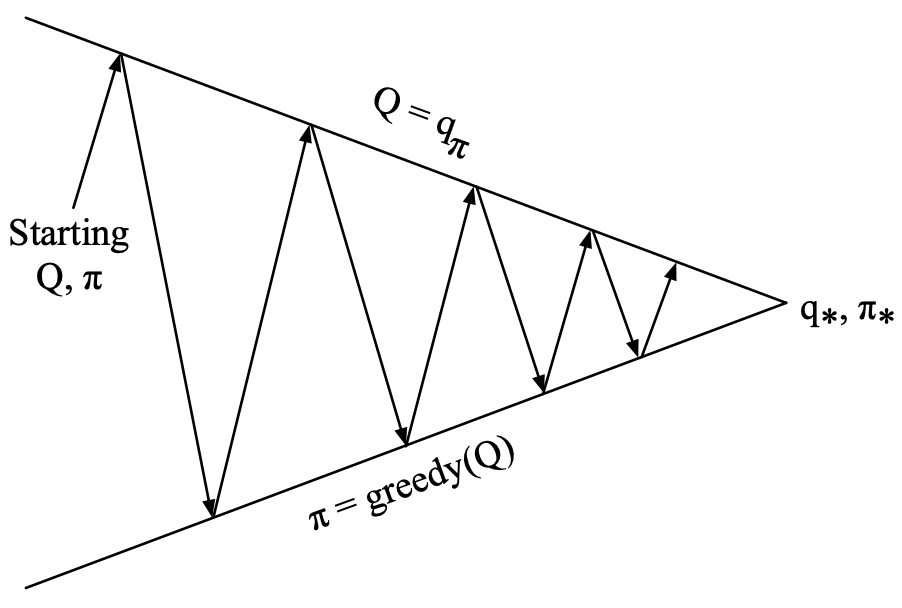 Q = qπ
Starting
Q, π
q*, π*
π = greedy(Q)